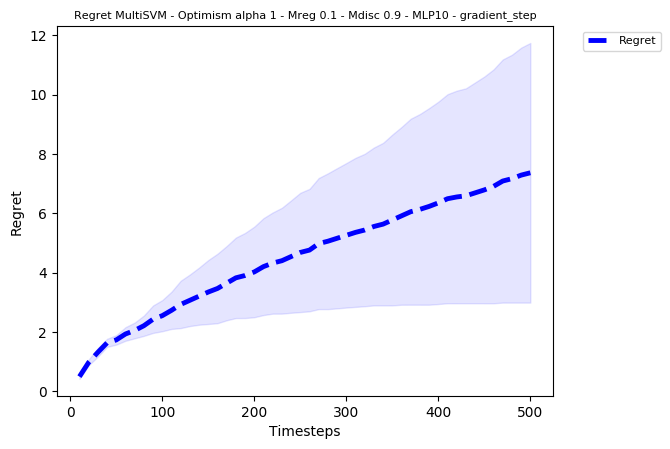 Regret MultiSVM - Optimism alpha 1 - Mreg 0.1 - Mdisc 0.9 - MLP10 - gradient_step
Regret
12
10
8
6
4
2
0
Regret
0 100 200 300 400 500
Timesteps